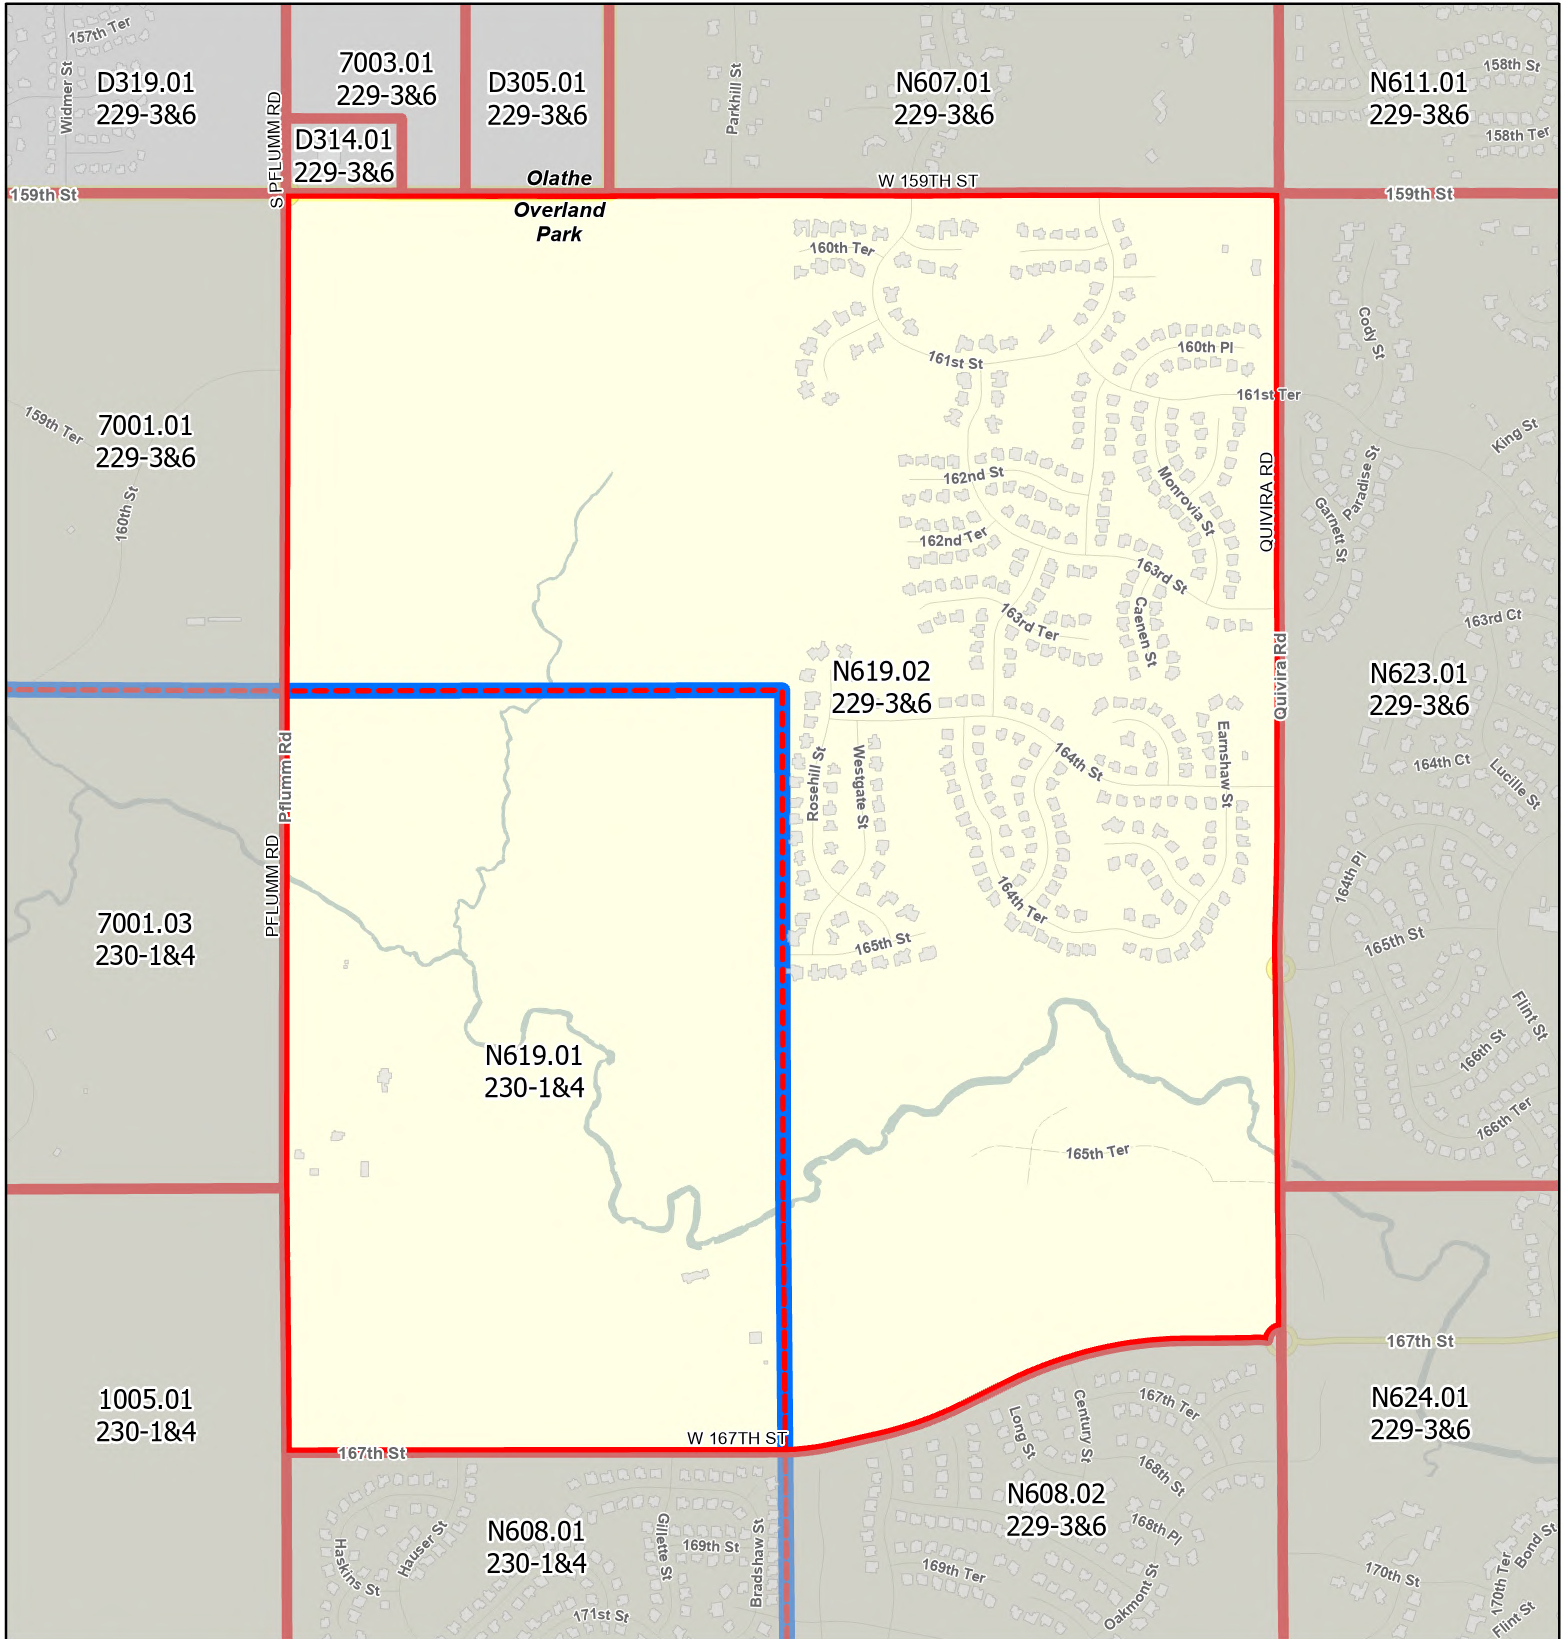 157th Ter
Widmer St
D319.01
229-3&6
7003.01
229-3&6
D305.01
229-3&6
Parkhill St
N607.01
229-3&6
158th St
N611.01
229-3&6
158th Ter
S PFLUMM RD
D314.01
229-3&6
Olathe
W 159TH ST
159th St
159th St
Overland
Park
160th Ter
161st St
160th Pl
161st Ter
Cody St
King St
Paradise St
Garnett St
159th Ter
7001.01
229-3&6
160th St
QUIVIRA RD
162nd St
Monrovia St
162nd Ter
163rd St
Caenen St
163rd Ter
163rd Ct
N619.02
229-3&6
N623.01
229-3&6
Quivira Rd
Pflumm Rd
Rosehill St
Westgate St
164th St
Earnshaw St
164th Ct
Lucille St
PFLUMM RD
164th Pl
164th Ter
165th St
165th St
7001.03
230-1&4
Flint St
166th St
N619.01
230-1&4
166th Ter
165th Ter
167th St
1005.01
230-1&4
N624.01
229-3&6
W 167TH ST
167th St
Long St
Century St
167th Ter
168th St
N608.02
229-3&6
168th Pl
N608.01
230-1&4
Haskins St
Hauser St
Gillette St
169th St
Bradshaw St
169th Ter
Oakmont St
170th St
170th Ter
Bond St
Flint St
171st St